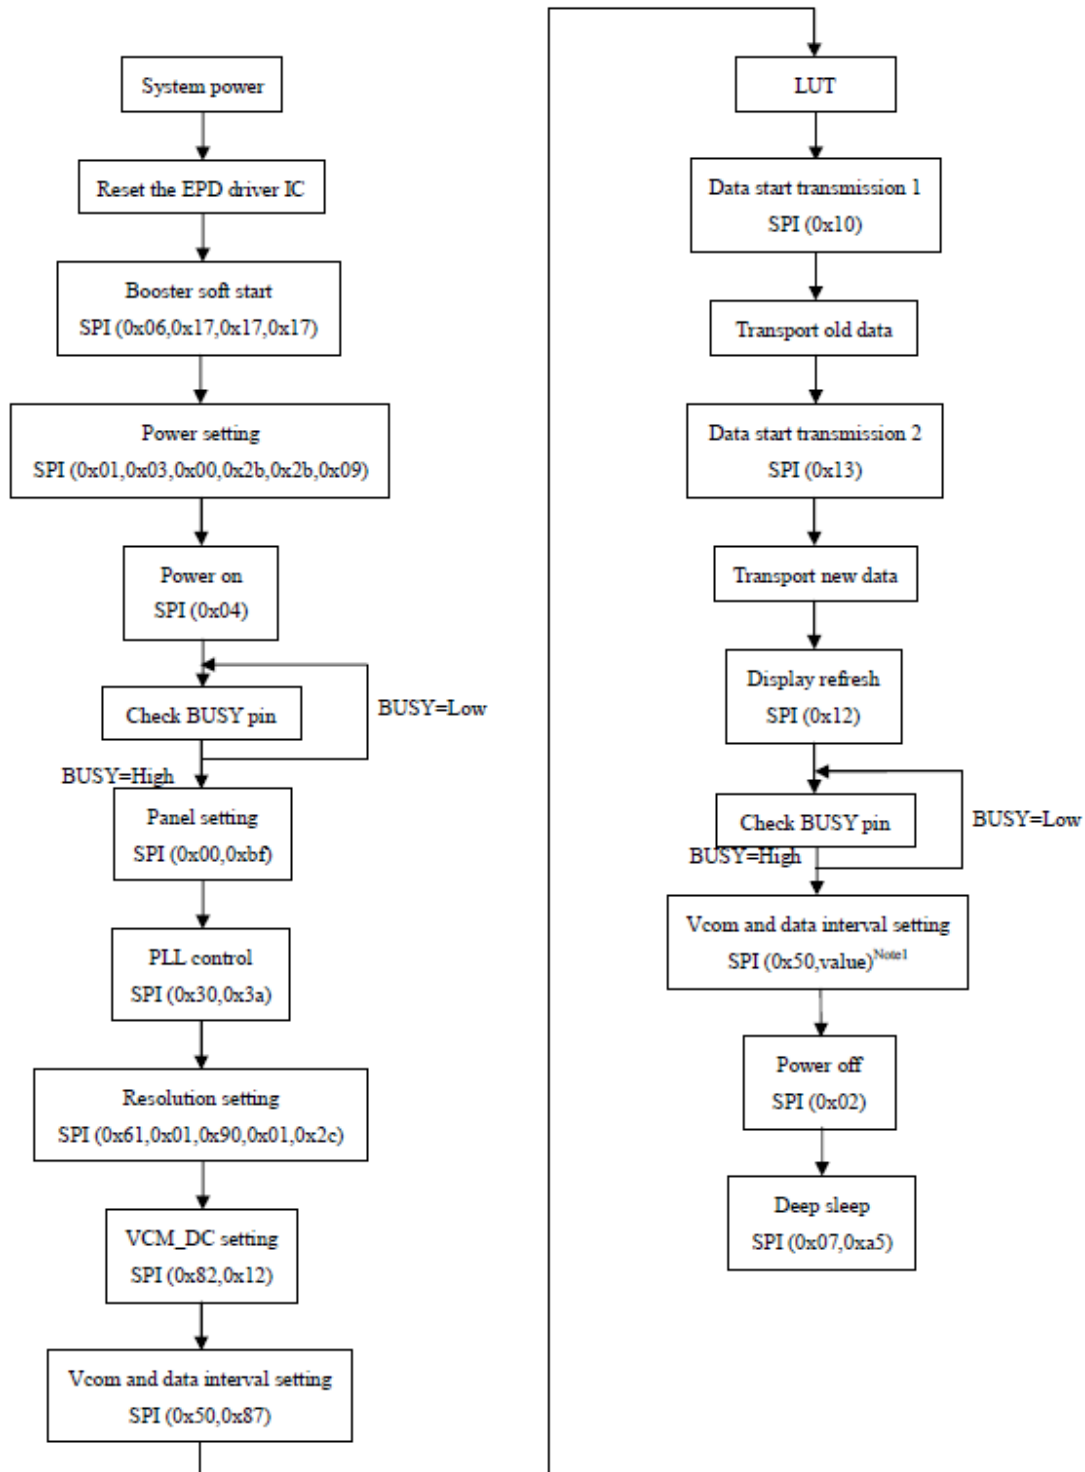 System power
Reset the EPD driver IC
Booster soft start
SPI (0x06,0x17,0x17,0x17)
Power setting
SPI (0x01,0x03,0x00,0x2b,0x2b,0x09)
Power on
SPI (0x04)
Check BUSY pin
BUSY=Low
BUSY=High
Panel setting
SPI (0x00,0xbf)
PLL control
SPI (0x30,0x3a)
Resolution setting
SPI (0x61,0x01,0x90,0x01,0x2c)
VCM_DC setting
SPI (0x82,0x12)
Vcom and data interval setting
SPI (0x50,0x87)
LUT
Data start transmission 1
SPI (0x10)
Transport old data
Data start transmission 2
SPI (0x13)
Transport new data
Display refresh
SPI (0x12)
Check BUSY pin
BUSY=Low
BUSY=High
Vcom and data interval setting
SPI (0x50,value)Note1
Power off
SPI (0x02)
Deep sleep
SPI (0x07,0xa5)